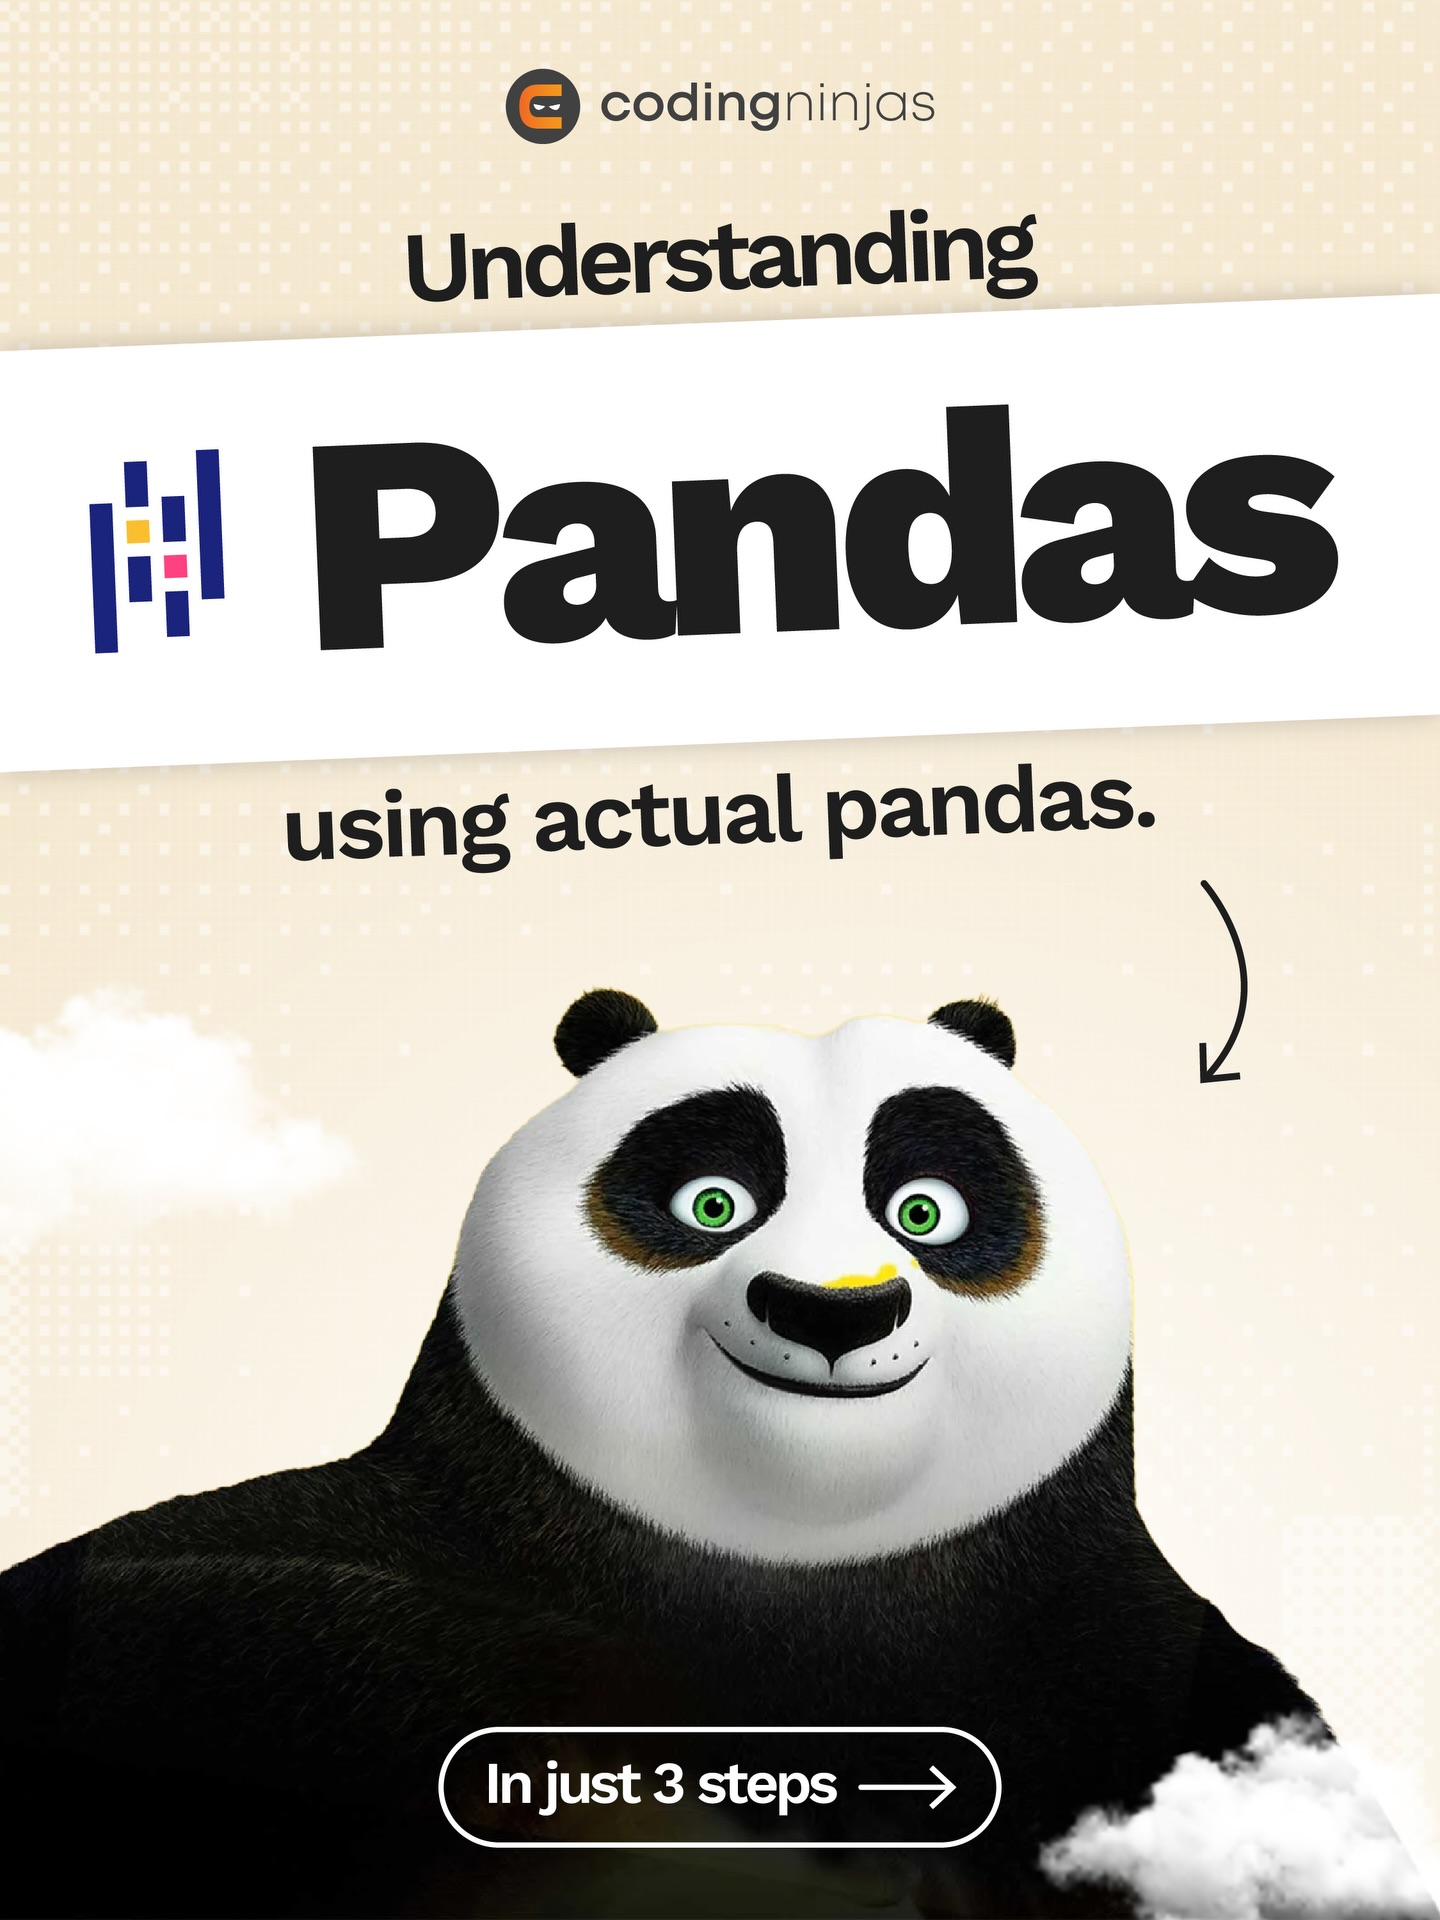 codingninjas
Understanding
Pandas
using actual pandas.
In just 3 steps